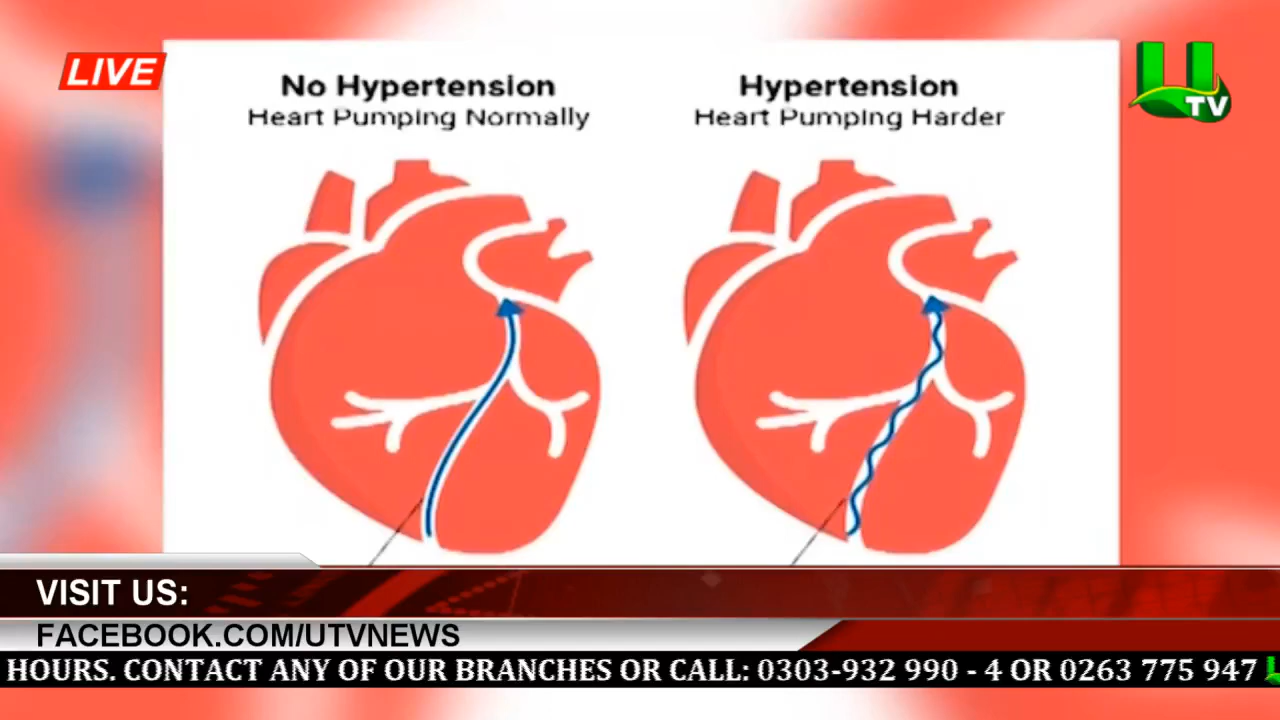 LIVE
No Hypertension
Heart Pumping Normally
Hypertension
Heart Pumping Harder
U
TV
VISIT US:
FACEBOOK.COM/UTVNEWS
HOURS. CONTACT ANY OF OUR BRANCHES OR CALL: 0303-932 990 - 4 OR 0263 775 947